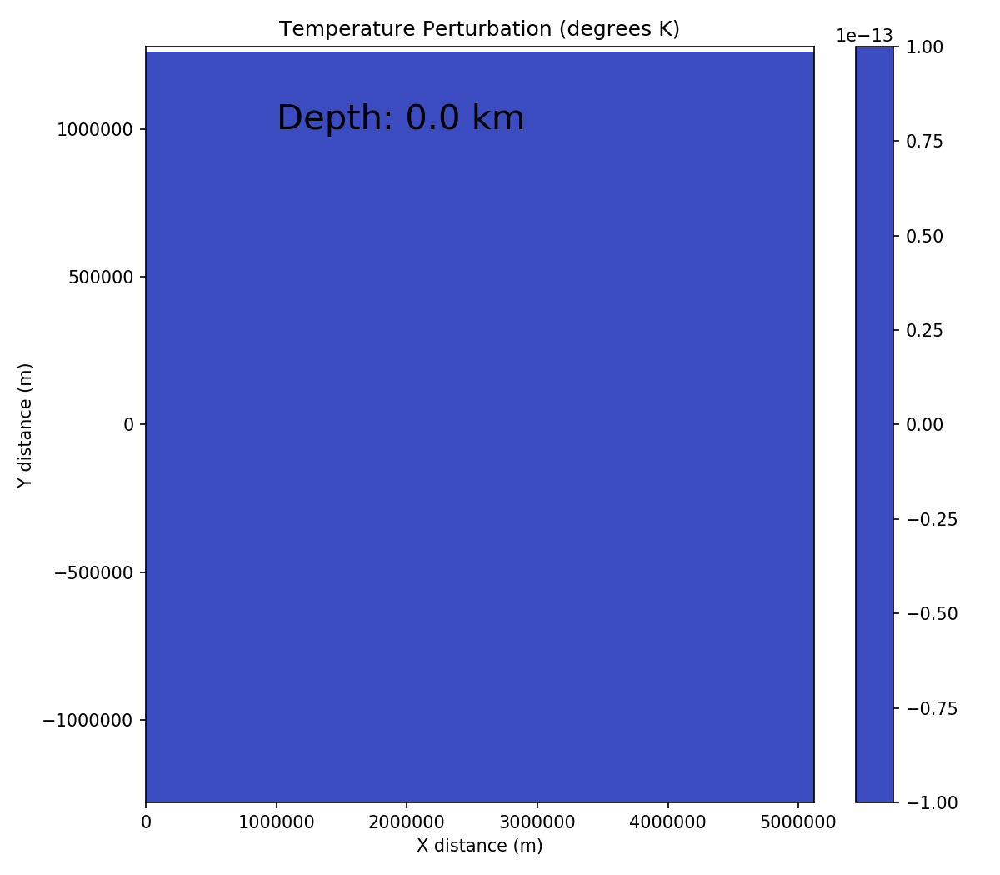 Temperature Perturbation (degrees K)
1e−13
Depth: 0.0 km
1000000
500000
0
−500000
−1000000
Y distance (m)
0 1000000 2000000 3000000 4000000 5000000
X distance (m)
1.00
0.75
0.50
0.25
0.00
−0.25
−0.50
−0.75
−1.00